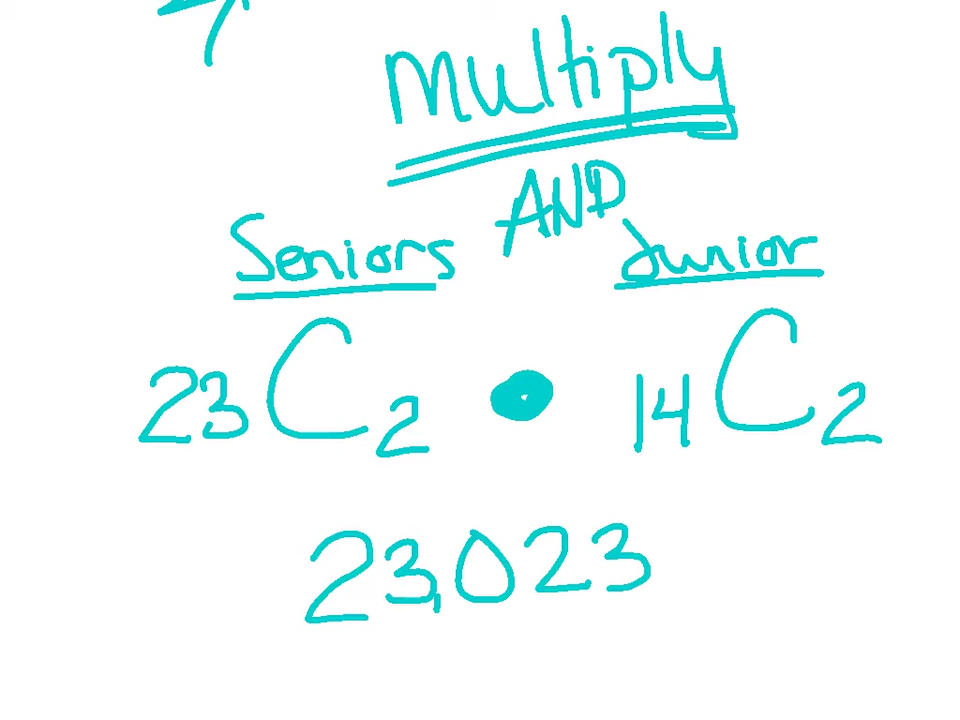 Multiply
AND
Seniors Junior
23C2 • 14C2
23,023